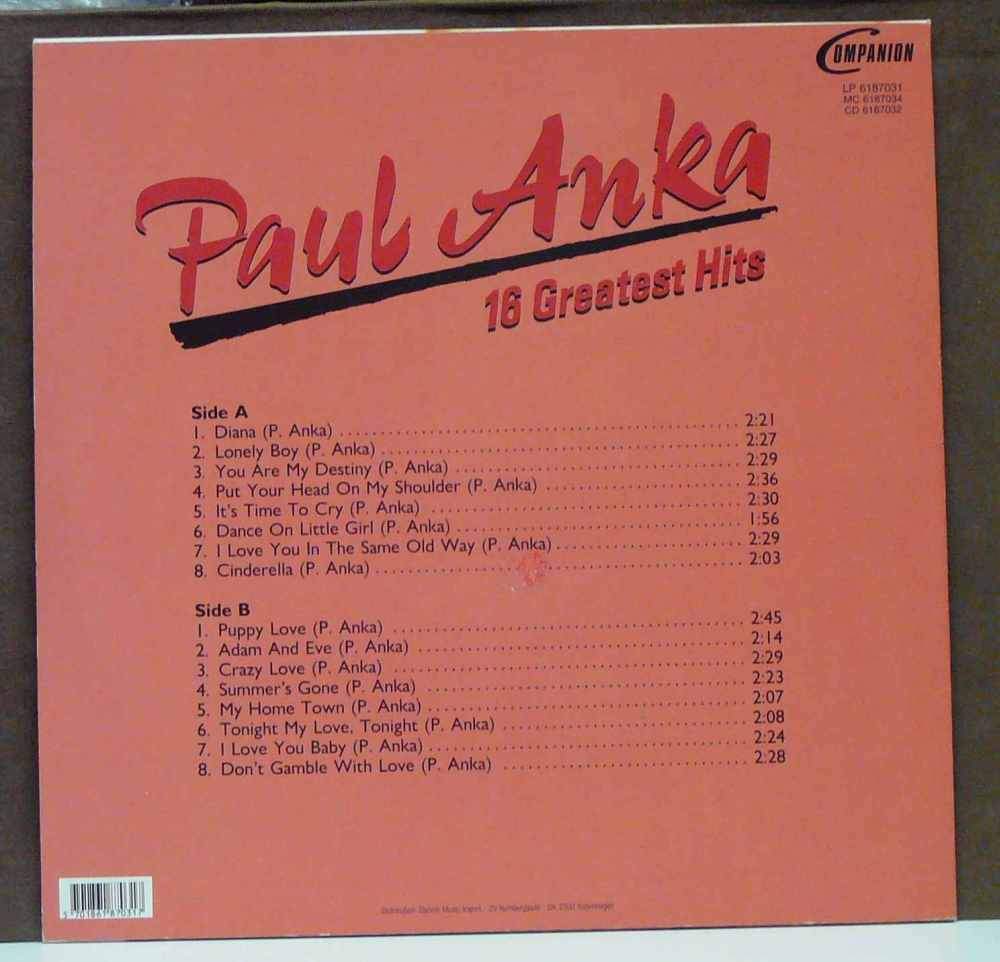 COMPANION
LP 6187031
MC 6187034
CD 6187032
Paul Anka
16 Greatest Hits
Side A
1. Diana (P. Anka) 2:21
2. Lonely Boy (P. Anka) 2:27
3. You Are My Destiny (P. Anka) 2:29
4. Put Your Head On My Shoulder (P. Anka) 2:36
5. It's Time To Cry (P. Anka) 2:30
6. Dance On Little Girl (P. Anka) 1:56
7. I Love You In The Same Old Way (P. Anka) 2:29
8. Cinderella (P. Anka) 2:03
Side B
1. Puppy Love (P. Anka) 2:45
2. Adam And Eve (P. Anka) 2:14
3. Crazy Love (P. Anka) 2:29
4. Summer's Gone (P. Anka) 2:23
5. My Home Town (P. Anka) 2:07
6. Tonight My Love, Tonight (P. Anka) 2:08
7. I Love You Baby (P. Anka) 2:24
8. Don't Gamble With Love (P. Anka) 2:28